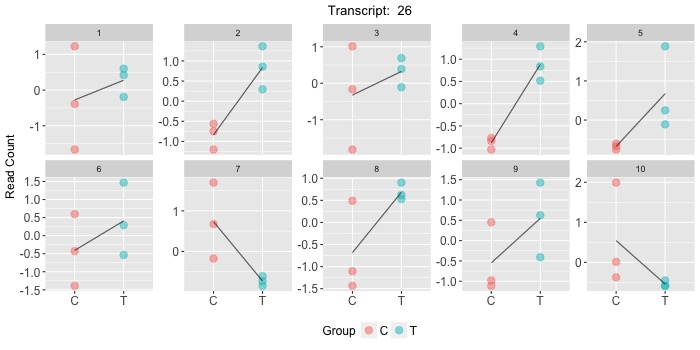 Transcript: 26
1 2 3 4 5
1 0 -1
1.0 0.5 0.0 -0.5 -1.0
1 0 -1
1.0 0.5 0.0 -0.5 -1.0
2 0
Read Count
6 7 8 9 10
1.5 1.0 0.5 0.0 -0.5 -1.0 -1.5
1 0
1.0 0.5 0.0 -0.5 -1.0 -1.5
1.5 1.0 0.5 0.0 -0.5 -1.0
2 0
C T C T C T C T C T
Group C T